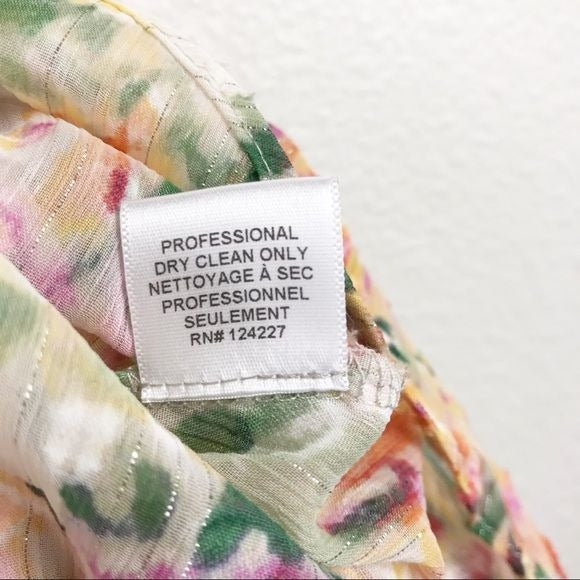 PROFESSIONAL
DRY CLEAN ONLY
NETTOYAGE À SEC
PROFESSIONNEL
SEULEMENT
RN# 124227